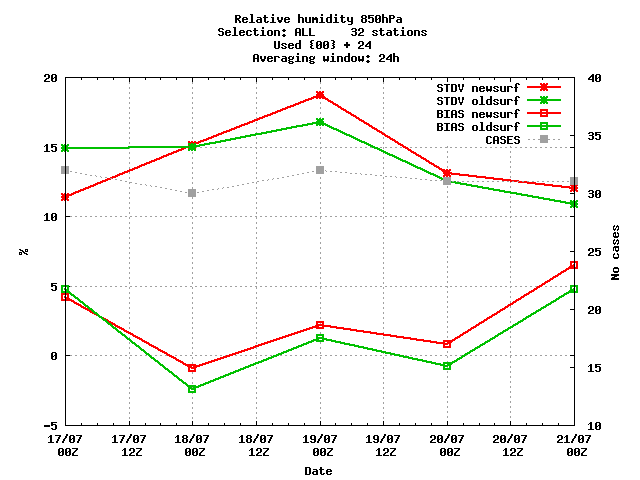 Relative humidity 850hPa
Selection: ALL     32 stations
Used {00} + 24
Averaging window: 24h
STDV newsurf
STDV oldsurf
BIAS newsurf
BIAS oldsurf
CASES
20
15
10
5
0
-5
%
40
35
30
25
20
15
10
No cases
17/07 17/07 18/07 18/07 19/07 19/07 20/07 20/07 21/07
00Z 12Z 00Z 12Z 00Z 12Z 00Z 12Z 00Z
Date